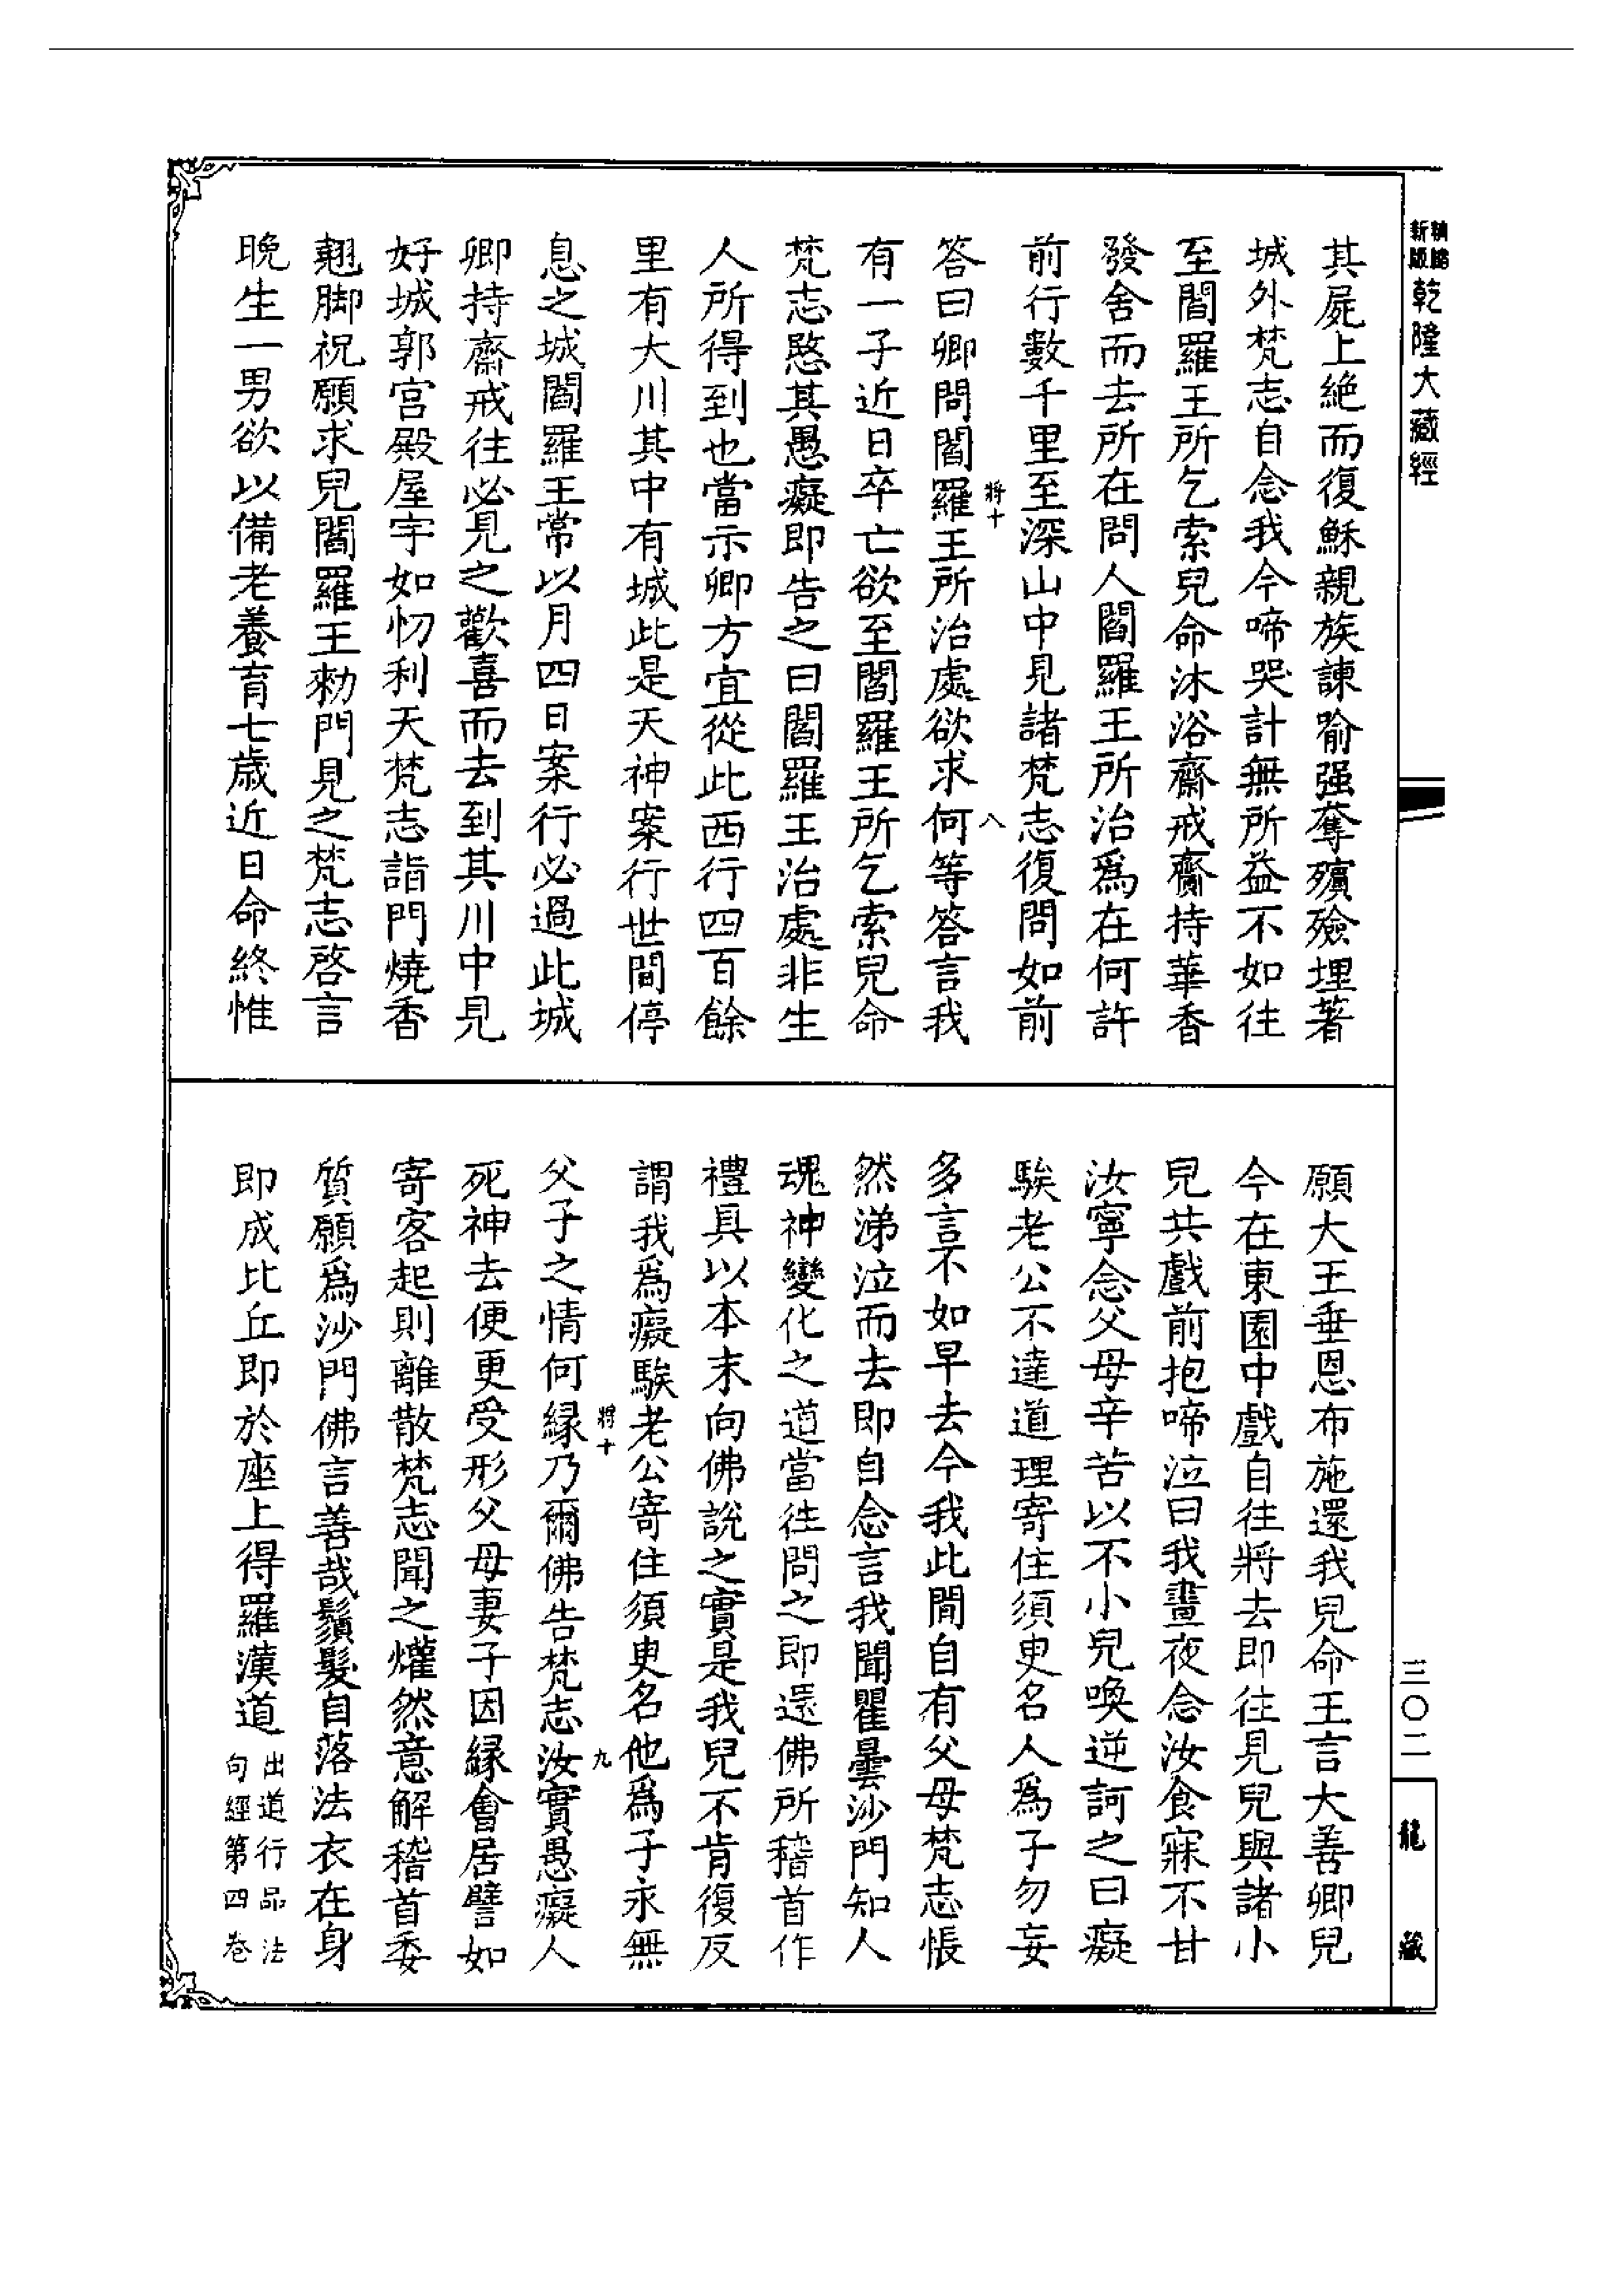 新版
乾隆大藏經
其屍上絶而復穌親族諫喻强奪殯殮埋著
城外梵志自念我今啼哭計無所益不如往
至閻羅王所乞索兒命沐浴齋戒齎持華香
發舍而去所在問人閻羅王所治爲在何許
前行數千里至深山中見諸梵志復問如前
將十
八
答曰卿問閻羅王所治處欲求何等答言我
有一子近日卒亡欲至閻羅王所乞索兒命
梵志愍其愚癡即告之曰閻羅王治處非生
人所得到也當示卿方宜從此西行四百餘
里有大川其中有城此是天神案行世間停
息之城閻羅王常以月四日案行必過此城
卿持齋戒往必見之歡喜而去到其川中見
好城郭宫殿屋宇如忉利天梵志詣門燒香
翹脚祝願求兒閻羅王勑門見之梵志啓言
晚生一男欲以備老養育七歲近日命終惟
願大王垂恩布施還我兒命王言大善卿兒
今在東園中戲自往將去即往見兒與諸小
兒共戲前抱啼泣曰我晝夜念汝食寐不甘
汝寧念父母辛苦以不小兒喚逆訶之曰癡
騃老公不達道理寄住須臾名人爲子勿妄
多言不如早去今我此間自有父母梵志悵
然涕泣而去即自念言我聞瞿曇沙門知人
魂神變化之道當往問之即還佛所稽首作
禮具以本末向佛説之實是我兒不肯復反
謂我爲癡騃老公寄住須臾名他爲子永無
將十
九
父子之情何緣乃爾佛告梵志汝實愚癡人
死神去便更受形父母妻子因緣會居譬如
寄客起則離散梵志聞之爟然意解稽首委
質願爲沙門佛言善哉鬚髮自落法衣在身
即成比丘即於座上得羅漢道出道行品法句經第四卷
三〇二
龍藏